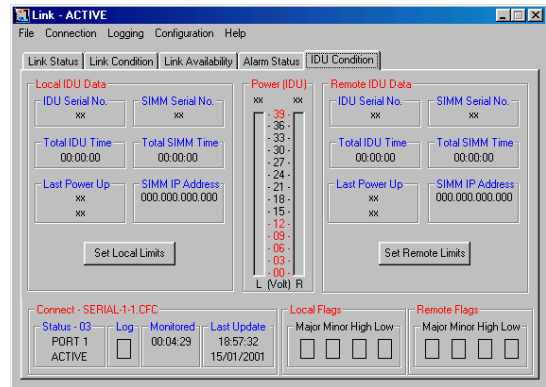 Link - ACTIVE
File Connection Logging Configuration Help
Link Status Link Condition Link Availability Alarm Status IDU Condition
Local IDU Data
IDU Serial No.
xx
SIMM Serial No.
xx
Total IDU Time
00:00:00
Total SIMM Time
00:00:00
Last Power Up
xx
xx
SIMM IP Address
000.000.000.000
Set Local Limits
Power (IDU)
xx xx
- 39 -
- 36 -
- 33 -
- 30 -
- 27 -
- 24 -
- 21 -
- 18 -
- 15 -
- 12 -
- 09 -
- 06 -
- 03 -
- 00 -
L (Volt) R
Remote IDU Data
IDU Serial No.
xx
SIMM Serial No.
xx
Total IDU Time
00:00:00
Total SIMM Time
00:00:00
Last Power Up
xx
xx
SIMM IP Address
000.000.000.000
Set Remote Limits
Connect - SERIAL-1-1.CFC
Status - 03
PORT 1
ACTIVE
Log
Monitored
00:04:29
Last Update
18:57:32
15/01/2001
Local Flags
Major Minor High Low
Remote Flags
Major Minor High Low